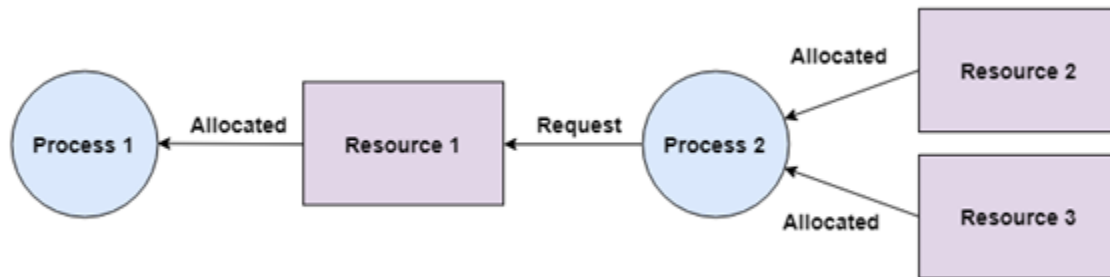 Process 1
Allocated
Resource 1
Request
Process 2
Allocated
Resource 2
Allocated
Resource 3